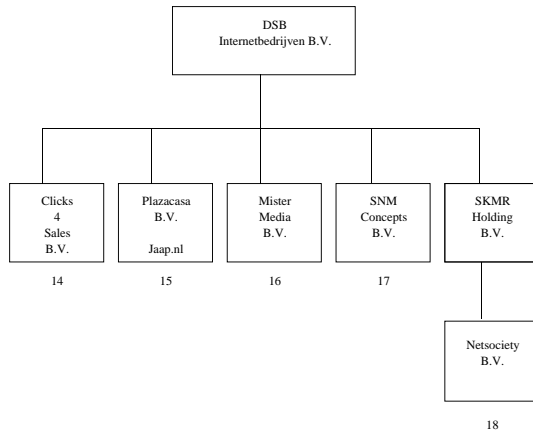 DSB
Internetbedrijven B.V.
Clicks
4
Sales
B.V.
14
Plazacasa
B.V.
Jaap.nl
15
Mister
Media
B.V.
16
SNM
Concepts
B.V.
17
SKMR
Holding
B.V.
Netsociety
B.V.
18